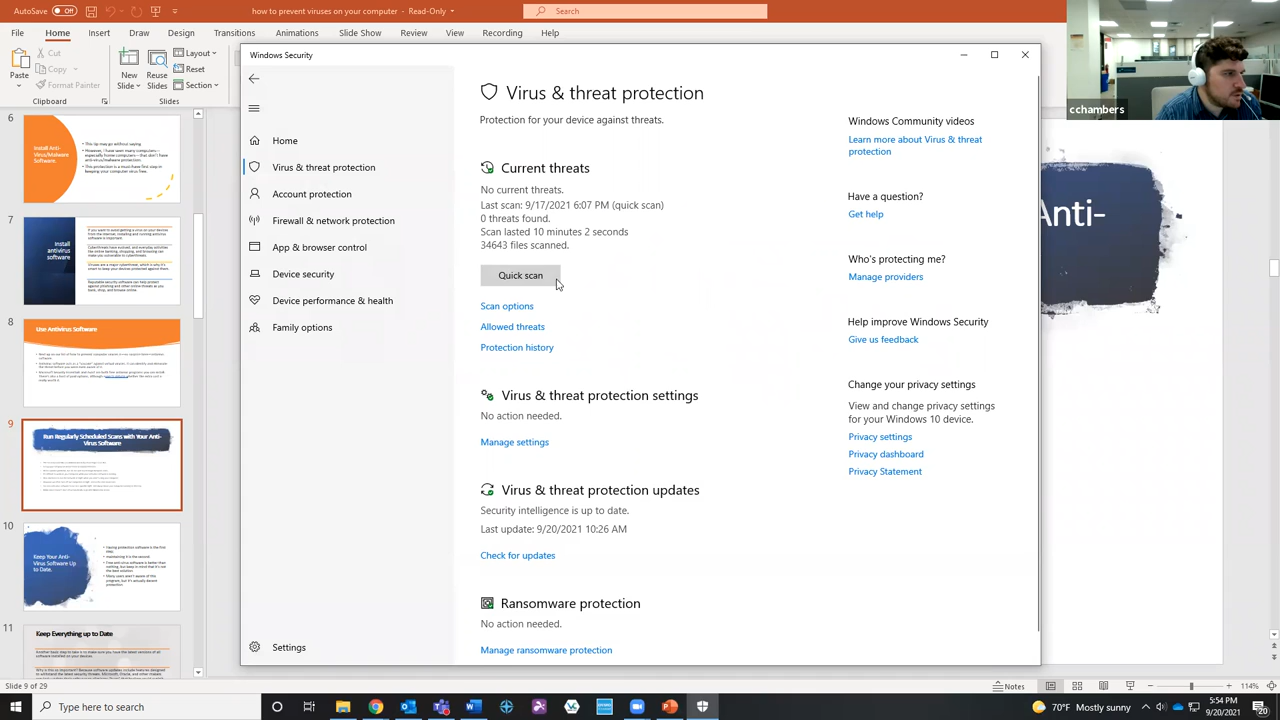 AutoSave Off how to prevent viruses on your computer - Read-Only Search
File Home Insert Draw Design Transitions Animations Slide Show Review View Recording Help
Paste
Cut
Copy
Format Painter
Clipboard
New Slide
Reuse Slides
Layout
Reset
Section
Slides
cchambers
6
Install Anti-Virus/Malware Software.
7
Install antivirus software
8
Use Antivirus Software
9
Run Regularly Scheduled Scans with Your Anti-Virus Software
10
Keep Your Anti-Virus Software Up to Date.
11
Keep Everything up to Date
Anti-
Windows Security
Home
Virus & threat protection
Account protection
Firewall & network protection
App & browser control
Device security
Device performance & health
Family options
Settings
Virus & threat protection
Protection for your device against threats.
Current threats
No current threats.
Last scan: 9/17/2021 6:07 PM (quick scan)
0 threats found.
Scan lasted 10 minutes 2 seconds
34643 files scanned.
Quick scan
Scan options
Allowed threats
Protection history
Virus & threat protection settings
No action needed.
Manage settings
Virus & threat protection updates
Security intelligence is up to date.
Last update: 9/20/2021 10:26 AM
Check for updates
Ransomware protection
No action needed.
Manage ransomware protection
Windows Community videos
Learn more about Virus & threat
protection
Have a question?
Get help
Who's protecting me?
Manage providers
Help improve Windows Security
Give us feedback
Change your privacy settings
View and change privacy settings
for your Windows 10 device.
Privacy settings
Privacy dashboard
Privacy Statement
Slide 9 of 29
Notes
114%
Type here to search
70°F Mostly sunny
5:54 PM
9/20/2021
20